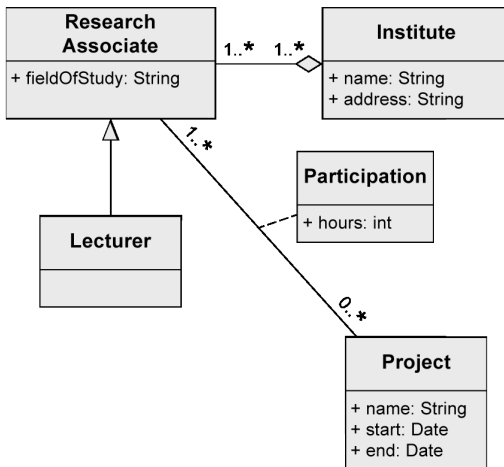 Research
Associate
+ fieldOfStudy: String
1..*
1..*
Institute
+ name: String
+ address: String
1..*
Participation
+ hours: int
Lecturer
0..*
Project
+ name: String
+ start: Date
+ end: Date